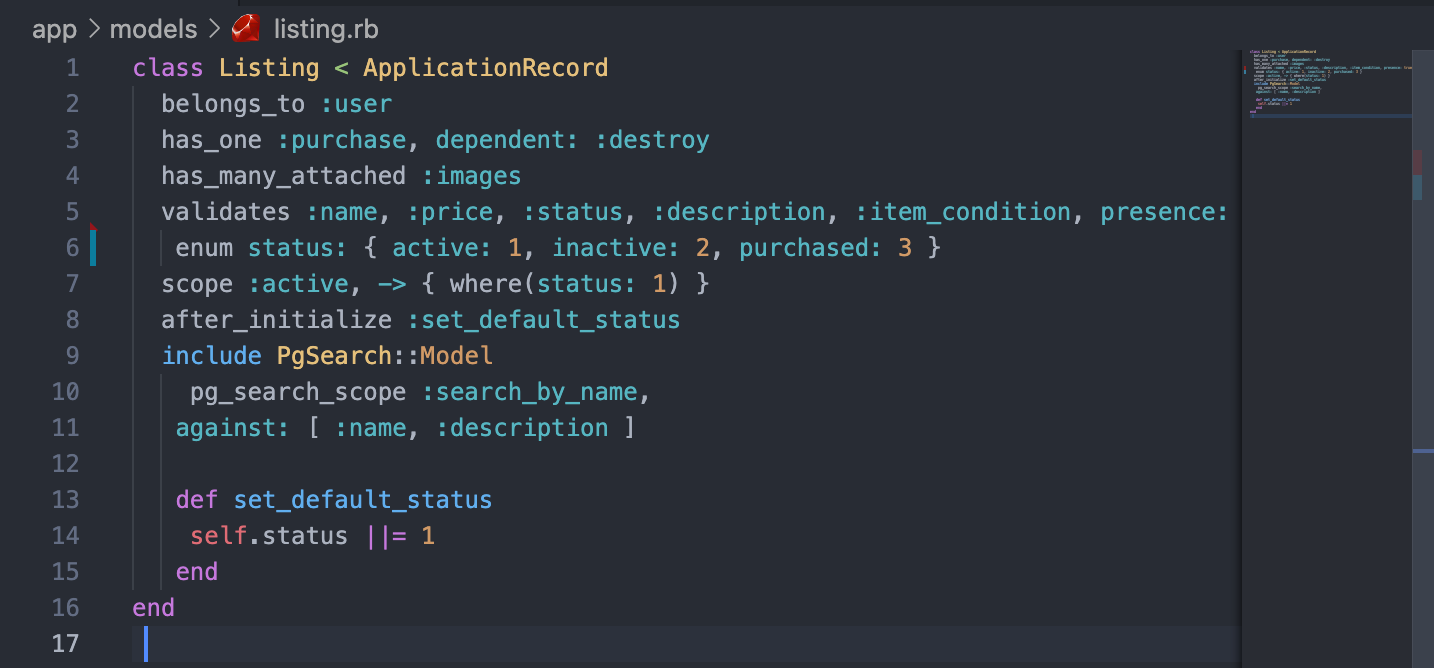 app > models > listing.rb
1 class Listing < ApplicationRecord
2 belongs_to :user
3 has_one :purchase, dependent: :destroy
4 has_many_attached :images
5 validates :name, :price, :status, :description, :item_condition, presence:
6 enum status: { active: 1, inactive: 2, purchased: 3 }
7 scope :active, -> { where(status: 1) }
8 after_initialize :set_default_status
9 include PgSearch::Model
10 pg_search_scope :search_by_name,
11 against: [ :name, :description ]
12
13 def set_default_status
14 self.status ||= 1
15 end
16 end
17